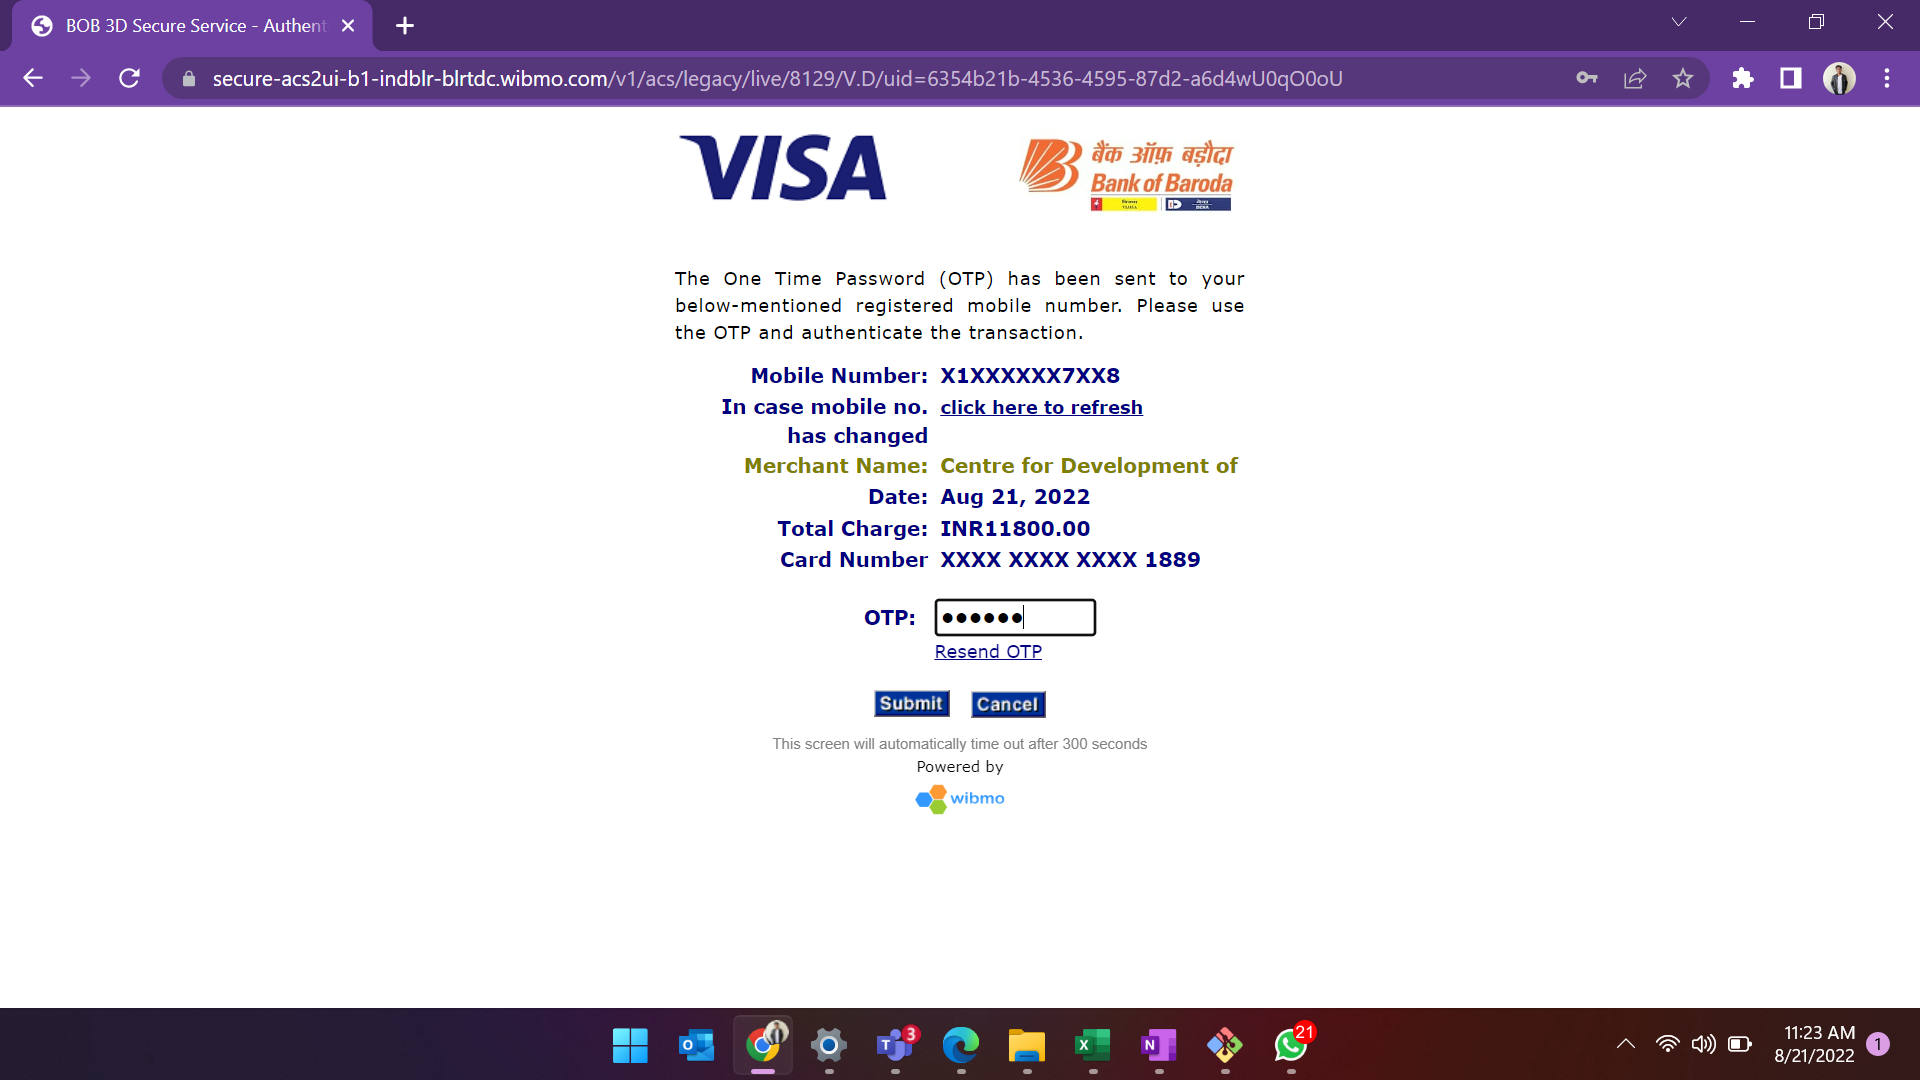 BOB 3D Secure Service - Authent
secure-acs2ui-b1-indblr-blrtdc.wibmo.com/v1/acs/legacy/live/8129/V.D/uid=6354b21b-4536-4595-87d2-a6d4wU0qO0oU
VISA
बैंक ऑफ़ बड़ौदा
Bank of Baroda
The One Time Password (OTP) has been sent to your
below-mentioned registered mobile number. Please use
the OTP and authenticate the transaction.
Mobile Number: X1XXXXXX7XX8
In case mobile no. click here to refresh
has changed
Merchant Name: Centre for Development of
Date: Aug 21, 2022
Total Charge: INR11800.00
Card Number XXXX XXXX XXXX 1889
OTP: ••••••
Resend OTP
Submit Cancel
This screen will automatically time out after 300 seconds
Powered by
wibmo
3
21
11:23 AM
8/21/2022
1